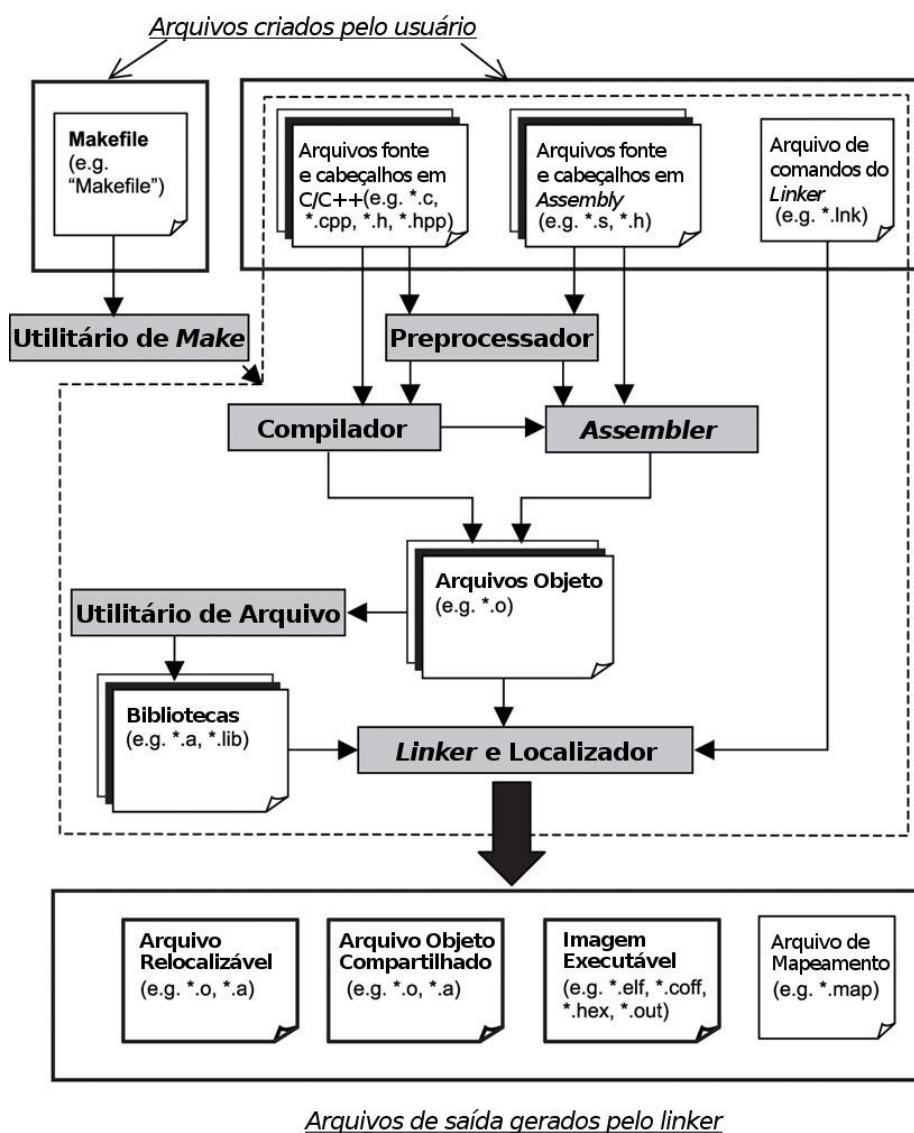 Arquivos criados pelo usuário
Makefile
(e.g.
“Makefile”)
Arquivos fonte
e cabeçalhos em
C/C++(e.g. *.c,
*.cpp, *.h, *.hpp)
Arquivos fonte
e cabeçalhos em
Assembly
(e.g. *.s, *.h)
Arquivo de
comandos do
Linker
(e.g. *.lnk)
Utilitário de Make
Preprocessador
Compilador
Assembler
Arquivos Objeto
(e.g. *.o)
Utilitário de Arquivo
Bibliotecas
(e.g. *.a, *.lib)
Linker e Localizador
Arquivo
Relocalizável
(e.g. *.o, *.a)
Arquivo Objeto
Compartilhado
(e.g. *.o, *.a)
Imagem
Executável
(e.g. *.elf, *.coff,
*.hex, *.out)
Arquivo de
Mapeamento
(e.g. *.map)
Arquivos de saída gerados pelo linker